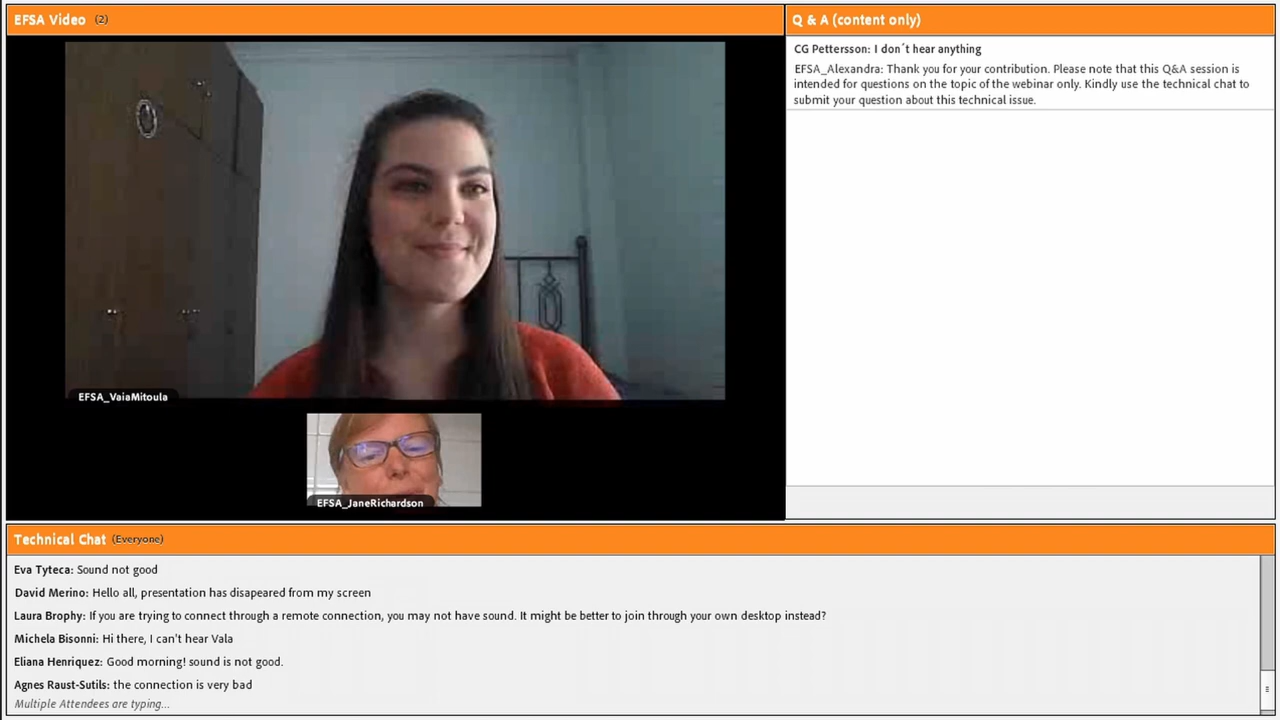 EFSA Video (2)
EFSA_VaiaMitoula
EFSA_JaneRichardson
Q & A (content only)
CG Pettersson: I don´t hear anything
EFSA_Alexandra: Thank you for your contribution. Please note that this Q&A session is
intended for questions on the topic of the webinar only. Kindly use the technical chat to
submit your question about this technical issue.
Technical Chat (Everyone)
Eva Tyteca: Sound not good
David Merino: Hello all, presentation has disapeared from my screen
Laura Brophy: If you are trying to connect through a remote connection, you may not have sound. It might be better to join through your own desktop instead?
Michela Bisonni: Hi there, I can't hear Vala
Eliana Henriquez: Good morning! sound is not good.
Agnes Raust-Sutils: the connection is very bad
Multiple Attendees are typing...